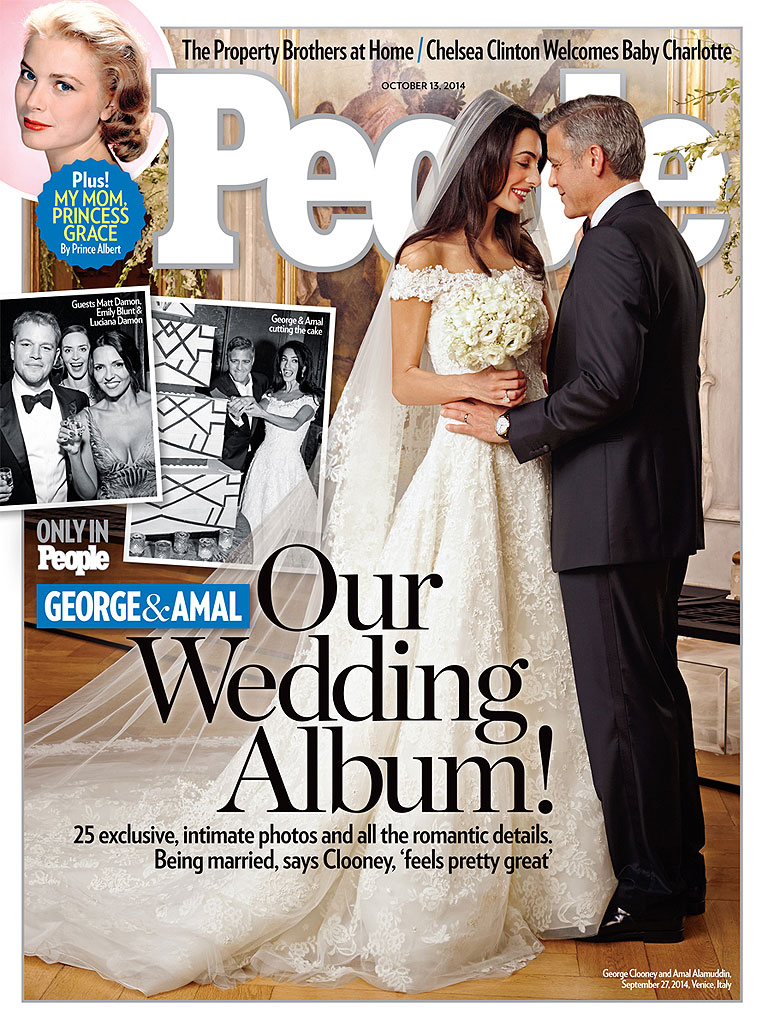 The Property Brothers at Home / Chelsea Clinton Welcomes Baby Charlotte
OCTOBER 13, 2014
People
Plus!
MY MOM,
PRINCESS
GRACE
By Prince Albert
Guests Matt Damon,
Emily Blunt &
Luciana Damon
George & Amal
cutting the cake
ONLY IN
People
GEORGE&AMAL
Our
Wedding
Album!
25 exclusive, intimate photos and all the romantic details.
Being married, says Clooney, ‘feels pretty great’
George Clooney and Amal Alamuddin,
September 27, 2014, Venice, Italy